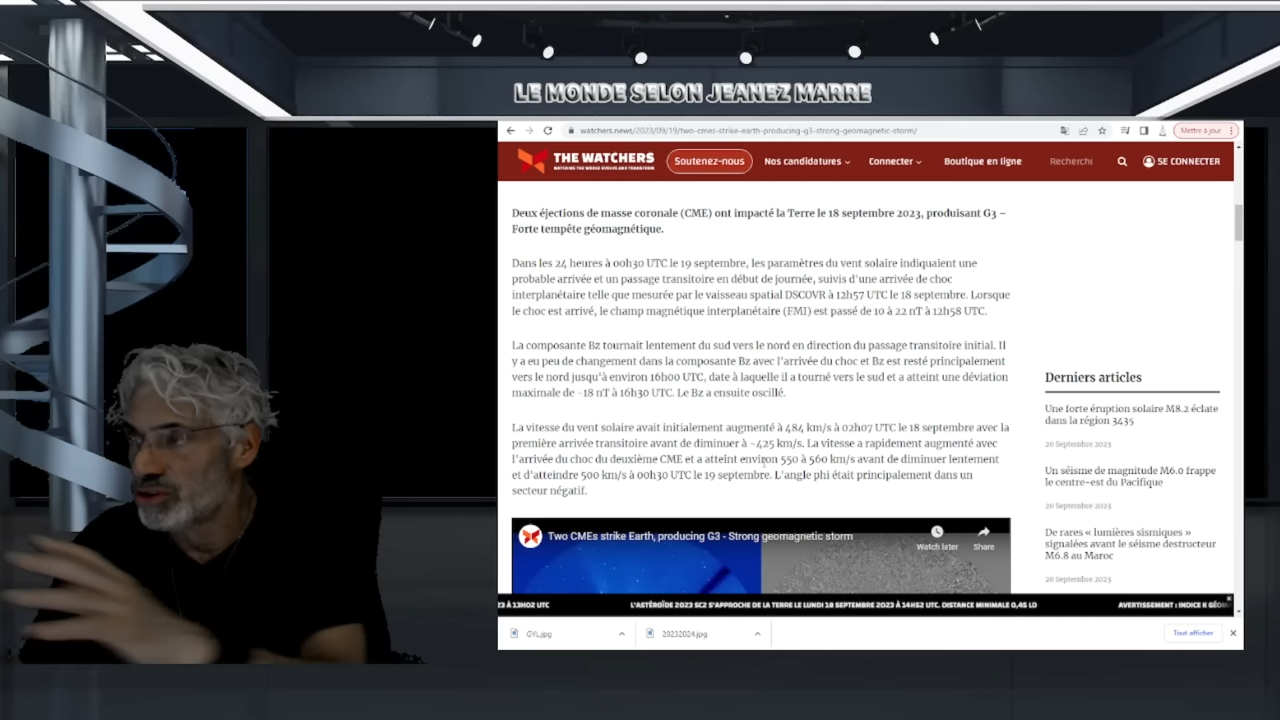 LE MONDE SELON JEANEZ MARRE
watchers.news/2023/09/19/two-cmes-strike-earth-producing-g3-strong-geomagnetic-storm/
Mettre à jour
THE WATCHERS
WATCHING THE WORLD EVOLVE AND TRANSFORM
Soutenez-nous
Nos candidatures
Connecter
Boutique en ligne
Recherche
SE CONNECTER
Deux éjections de masse coronale (CME) ont impacté la Terre le 18 septembre 2023, produisant G3 –
Forte tempête géomagnétique.
Dans les 24 heures à 00h30 UTC le 19 septembre, les paramètres du vent solaire indiquaient une
probable arrivée et un passage transitoire en début de journée, suivis d'une arrivée de choc
interplanétaire telle que mesurée par le vaisseau spatial DSCOVR à 12h57 UTC le 18 septembre. Lorsque
le choc est arrivé, le champ magnétique interplanétaire (FMI) est passé de 10 à 22 nT à 12h58 UTC.
La composante Bz tournait lentement du sud vers le nord en direction du passage transitoire initial. Il
y a eu peu de changement dans la composante Bz avec l'arrivée du choc et Bz est resté principalement
vers le nord jusqu'à environ 16h00 UTC, date à laquelle il a tourné vers le sud et a atteint une déviation
maximale de -18 nT à 16h30 UTC. Le Bz a ensuite oscillé.
La vitesse du vent solaire avait initialement augmenté à 484 km/s à 02h07 UTC le 18 septembre avec la
première arrivée transitoire avant de diminuer à ~425 km/s. La vitesse a rapidement augmenté avec
l'arrivée du choc du deuxième CME et a atteint environ 550 à 560 km/s avant de diminuer lentement
et d'atteindre 500 km/s à 00h30 UTC le 19 septembre. L'angle phi était principalement dans un
secteur négatif.
Two CMEs strike Earth, producing G3 - Strong geomagnetic storm
Watch later
Share
Derniers articles
Une forte éruption solaire M8.2 éclate
dans la région 3435
20 Septembre 2023
Un séisme de magnitude M6.0 frappe
le centre-est du Pacifique
20 Septembre 2023
De rares « lumières sismiques »
signalées avant le séisme destructeur
M6.8 au Maroc
20 Septembre 2023
23 À 13H02 UTC L'ASTÉROÏDE 2023 SC2 S'APPROCHE DE LA TERRE LE LUNDI 18 SEPTEMBRE 2023 À 14H52 UTC. DISTANCE MINIMALE 0,45 LD AVERTISSEMENT : INDICE K GÉOM
GYL.jpg
20232024.jpg
Tout afficher